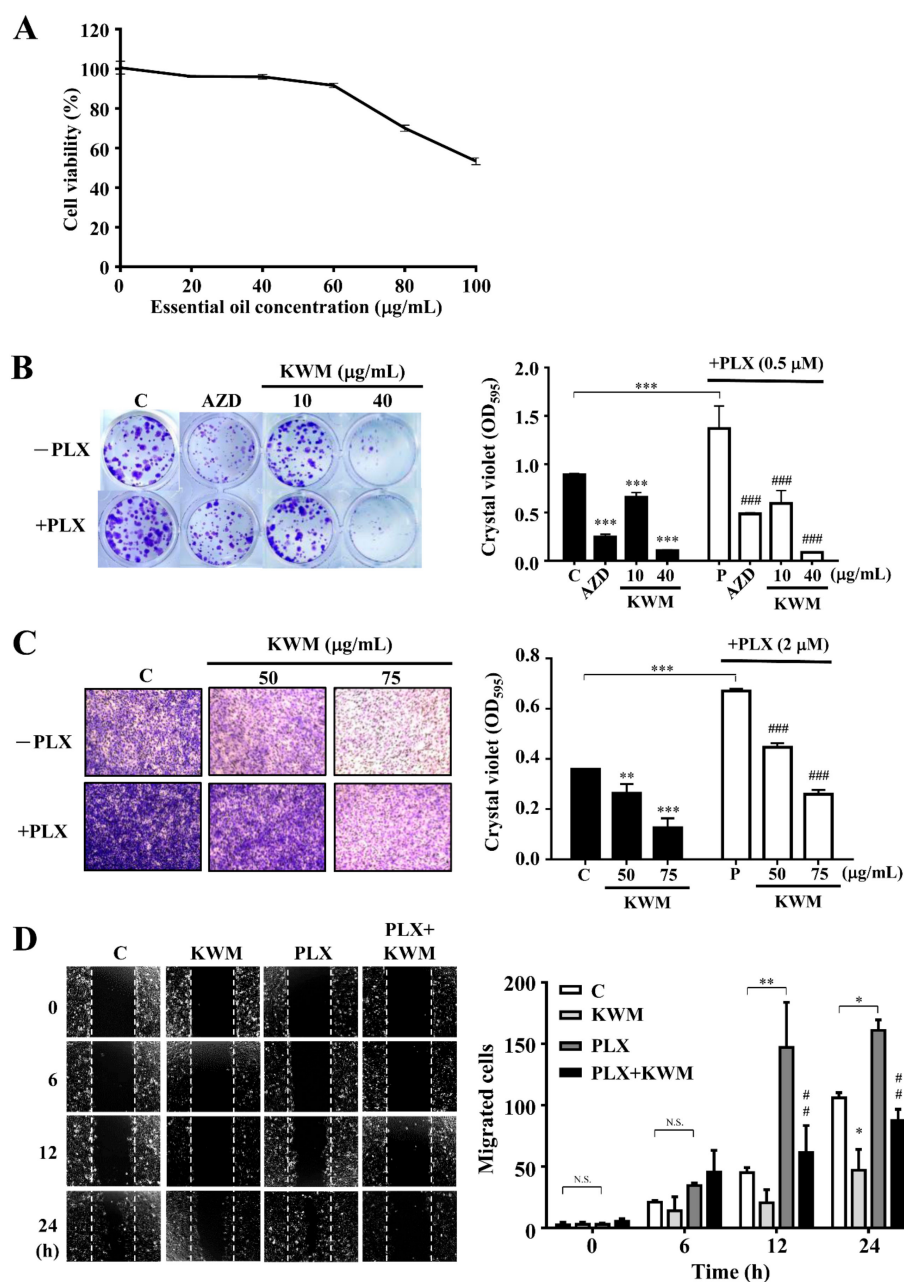 A
120
100
80
60
40
20
0
Cell viability (%)
0 20 40 60 80 100
Essential oil concentration (µg/mL)
B
KWM (µg/mL)
C AZD 10 40
−PLX
+PLX
+PLX (0.5 µM)
2.0
1.5
1.0
0.5
0.0
Crystal violet (OD595)
***
*** *** ***
### ### ###
C AZD 10 40 P AZD 10 40 (µg/mL)
KWM KWM
C
KWM (µg/mL)
C 50 75
−PLX
+PLX
+PLX (2 µM)
0.6
0.4
0.2
0.0
0.8
Crystal violet (OD595)
***
** ***
### ###
C 50 75 P 50 75 (µg/mL)
KWM KWM
D
C KWM PLX PLX+
KWM
0
6
12
24
(h)
200
150
100
50
0
Migrated cells
C
KWM
PLX
PLX+KWM
N.S.
N.S.
**
##
*
*
##
0 6 12 24
Time (h)